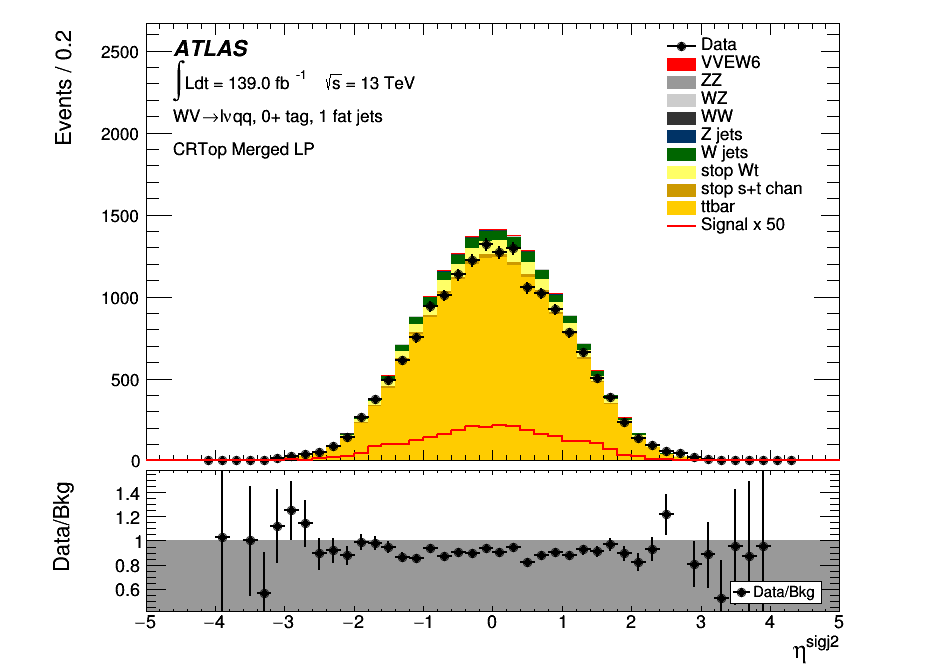 Events / 0.2
2500
2000
1500
1000
500
0
ATLAS
∫Ldt = 139.0 fb⁻¹ √s = 13 TeV
WV→lνqq, 0+ tag, 1 fat jets
CRTop Merged LP
Data
VVEW6
ZZ
WZ
WW
Z jets
W jets
stop Wt
stop s+t chan
ttbar
Signal x 50
Data/Bkg
1.4
1.2
1
0.8
0.6
Data/Bkg
−5 −4 −3 −2 −1 0 1 2 3 4 5
η^sigj2